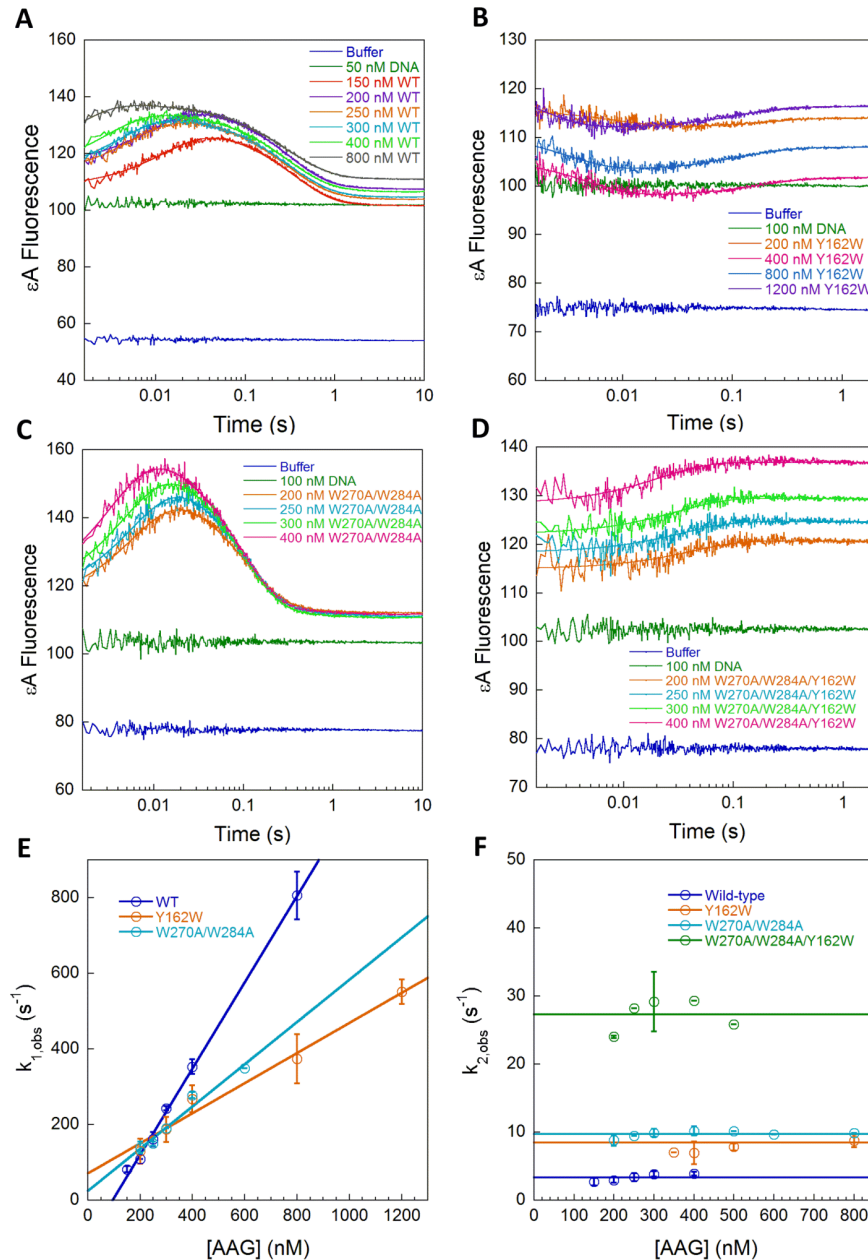 A
160
140
120
100
80
60
40
εA Fluorescence
0.01
0.1
1
10
Time (s)
Buffer
50 nM DNA
150 nM WT
200 nM WT
250 nM WT
300 nM WT
400 nM WT
800 nM WT
B
130
120
110
100
90
80
70
60
εA Fluorescence
0.01
0.1
1
Time (s)
Buffer
100 nM DNA
200 nM Y162W
400 nM Y162W
800 nM Y162W
1200 nM Y162W
C
160
140
120
100
80
60
εA Fluorescence
0.01
0.1
1
10
Time (s)
Buffer
100 nM DNA
200 nM W270A/W284A
250 nM W270A/W284A
300 nM W270A/W284A
400 nM W270A/W284A
D
140
130
120
110
100
90
80
70
εA Fluorescence
0.01
0.1
1
Time (s)
Buffer
100 nM DNA
200 nM W270A/W284A/Y162W
250 nM W270A/W284A/Y162W
300 nM W270A/W284A/Y162W
400 nM W270A/W284A/Y162W
E
800
600
400
200
0
k1,obs (s-1)
0 200 400 600 800 1000 1200
[AAG] (nM)
WT
Y162W
W270A/W284A
F
50
40
30
20
10
0
k2,obs (s-1)
0 100 200 300 400 500 600 700 800
[AAG] (nM)
Wild-type
Y162W
W270A/W284A
W270A/W284A/Y162W